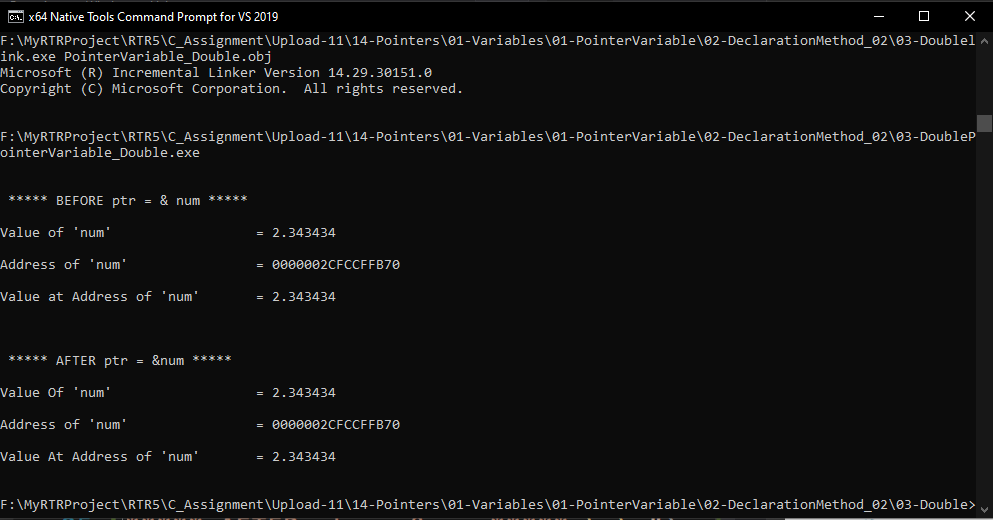 x64 Native Tools Command Prompt for VS 2019
F:\MyRTRProject\RTR5\C_Assignment\Upload-11\14-Pointers\01-Variables\01-PointerVariable\02-DeclarationMethod_02\03-Double>l
ink.exe PointerVariable_Double.obj
Microsoft (R) Incremental Linker Version 14.29.30151.0
Copyright (C) Microsoft Corporation.  All rights reserved.
F:\MyRTRProject\RTR5\C_Assignment\Upload-11\14-Pointers\01-Variables\01-PointerVariable\02-DeclarationMethod_02\03-Double>P
ointerVariable_Double.exe
***** BEFORE ptr = & num *****
Value of 'num' = 2.343434
Address of 'num' = 0000002CFCCFFB70
Value at Address of 'num' = 2.343434
***** AFTER ptr = &num *****
Value Of 'num' = 2.343434
Address of 'num' = 0000002CFCCFFB70
Value At Address of 'num' = 2.343434
F:\MyRTRProject\RTR5\C_Assignment\Upload-11\14-Pointers\01-Variables\01-PointerVariable\02-DeclarationMethod_02\03-Double>